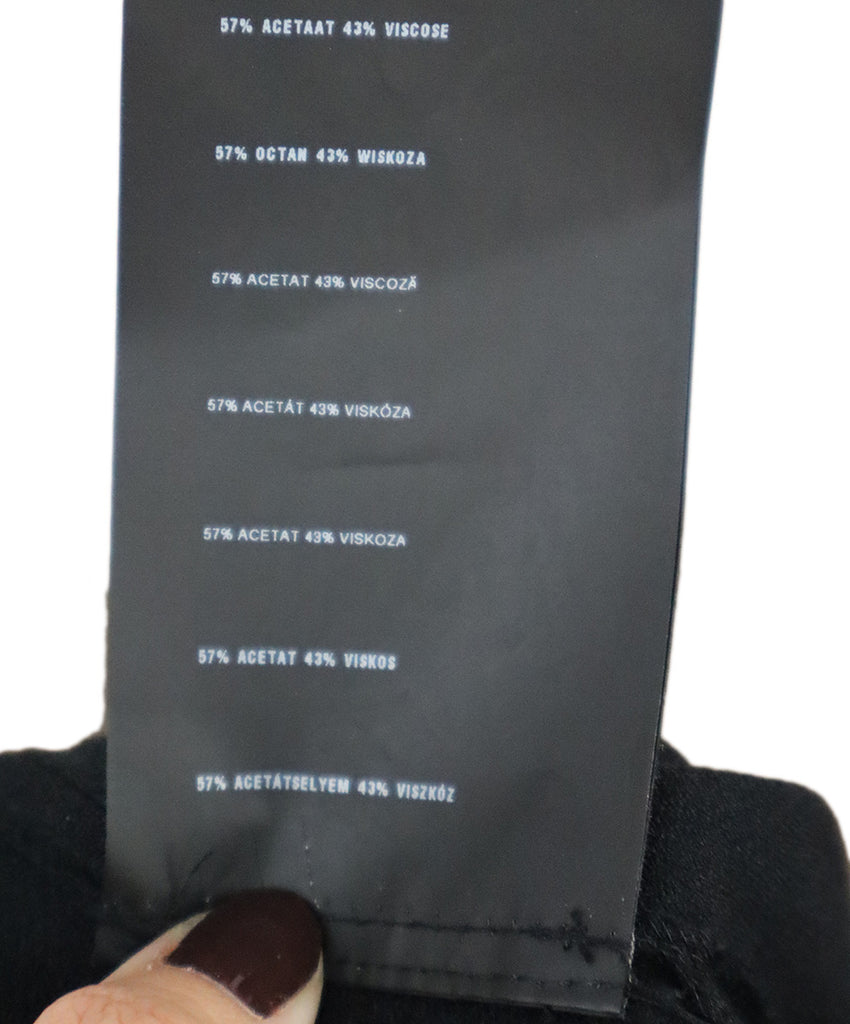 57% ACETAAT 43% VISCOSE
57% OCTAN 43% WISKOZA
57% ACETAT 43% VISCOZĂ
57% ACETÁT 43% VISKÓZA
57% ACETAT 43% VISKOZA
57% ACETAT 43% VISKOS
57% ACETÁTSELYEM 43% VISZKÓZ